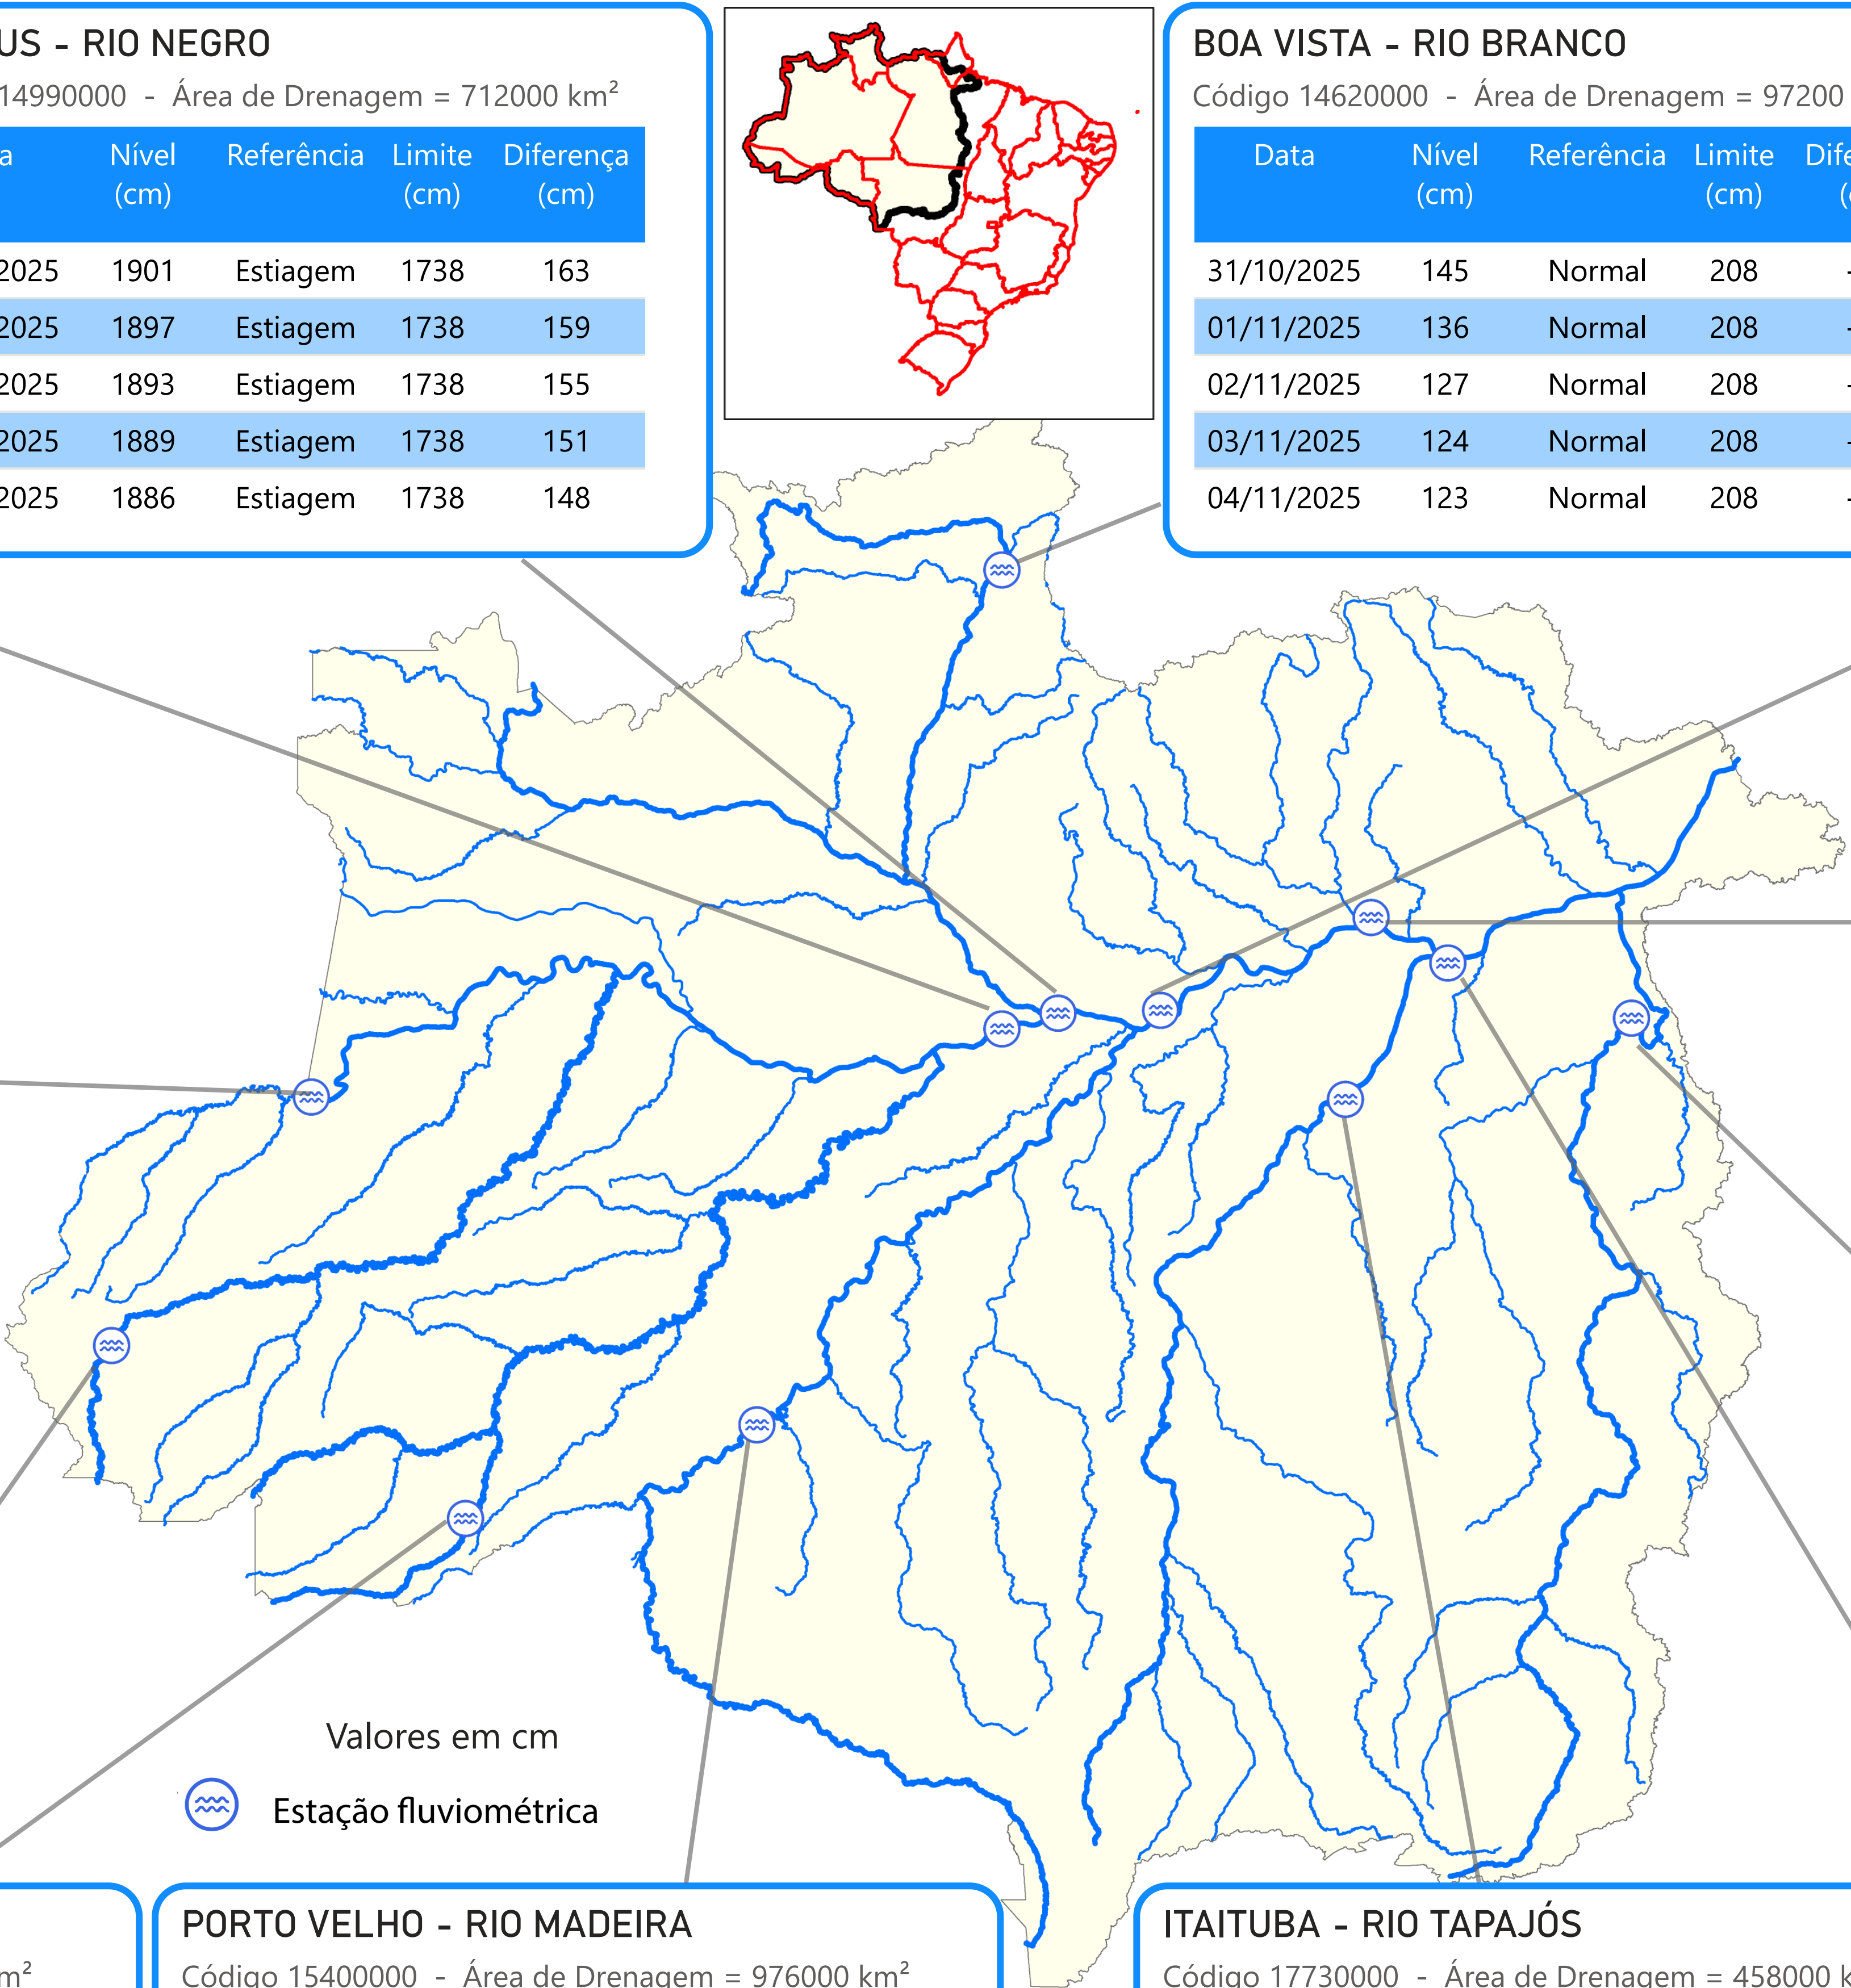 US - RIO NEGRO
14990000 - Área de Drenagem = 712000 km²
a Nível (cm) Referência Limite (cm) Diferença (cm)
2025 1901 Estiagem 1738 163
2025 1897 Estiagem 1738 159
2025 1893 Estiagem 1738 155
2025 1889 Estiagem 1738 151
2025 1886 Estiagem 1738 148
BOA VISTA - RIO BRANCO
Código 14620000 - Área de Drenagem = 97200
Data Nível (cm) Referência Limite (cm) Dife
31/10/2025 145 Normal 208 -
01/11/2025 136 Normal 208 -
02/11/2025 127 Normal 208 -
03/11/2025 124 Normal 208 -
04/11/2025 123 Normal 208 -
Valores em cm
Estação fluviométrica
m²
PORTO VELHO - RIO MADEIRA
Código 15400000 - Área de Drenagem = 976000 km²
ITAITUBA - RIO TAPAJÓS
Código 17730000 - Área de Drenagem = 458000 k